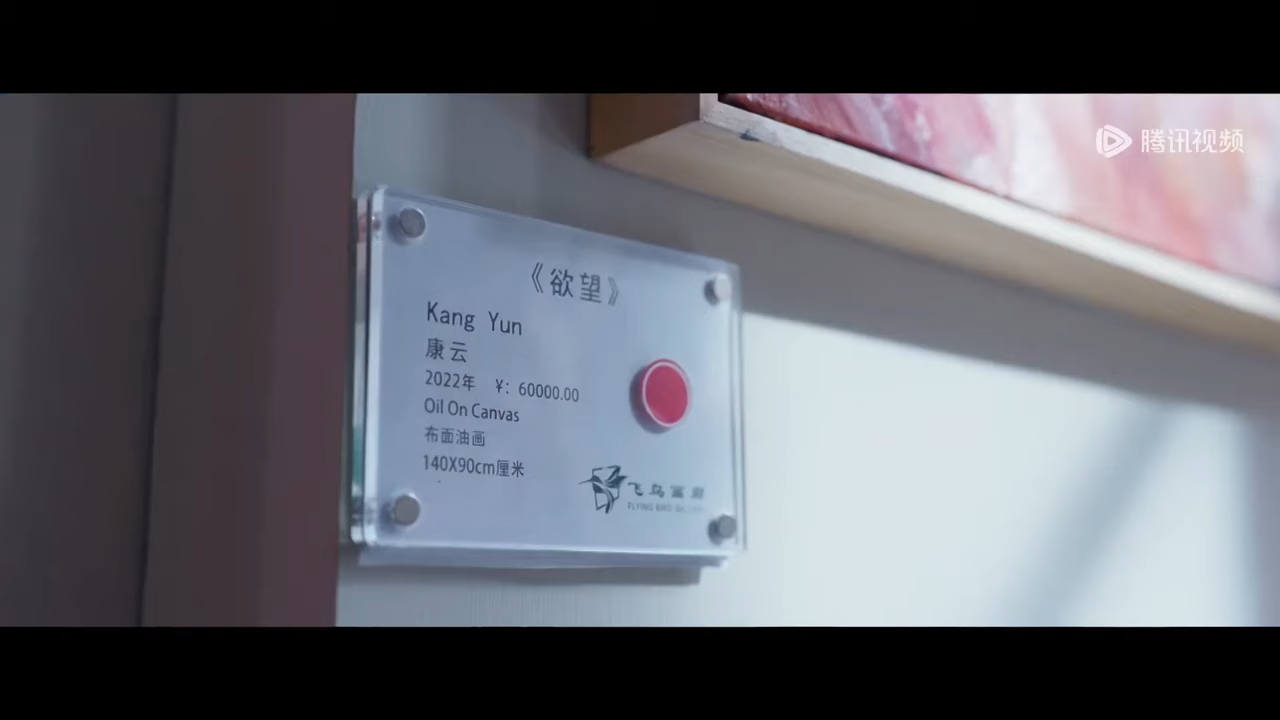 腾讯视频
《欲望》
Kang Yun
康云
2022年 ¥: 60000.00
Oil On Canvas
布面油画
140X90cm厘米
飞鸟画廊
FLYING BIRD